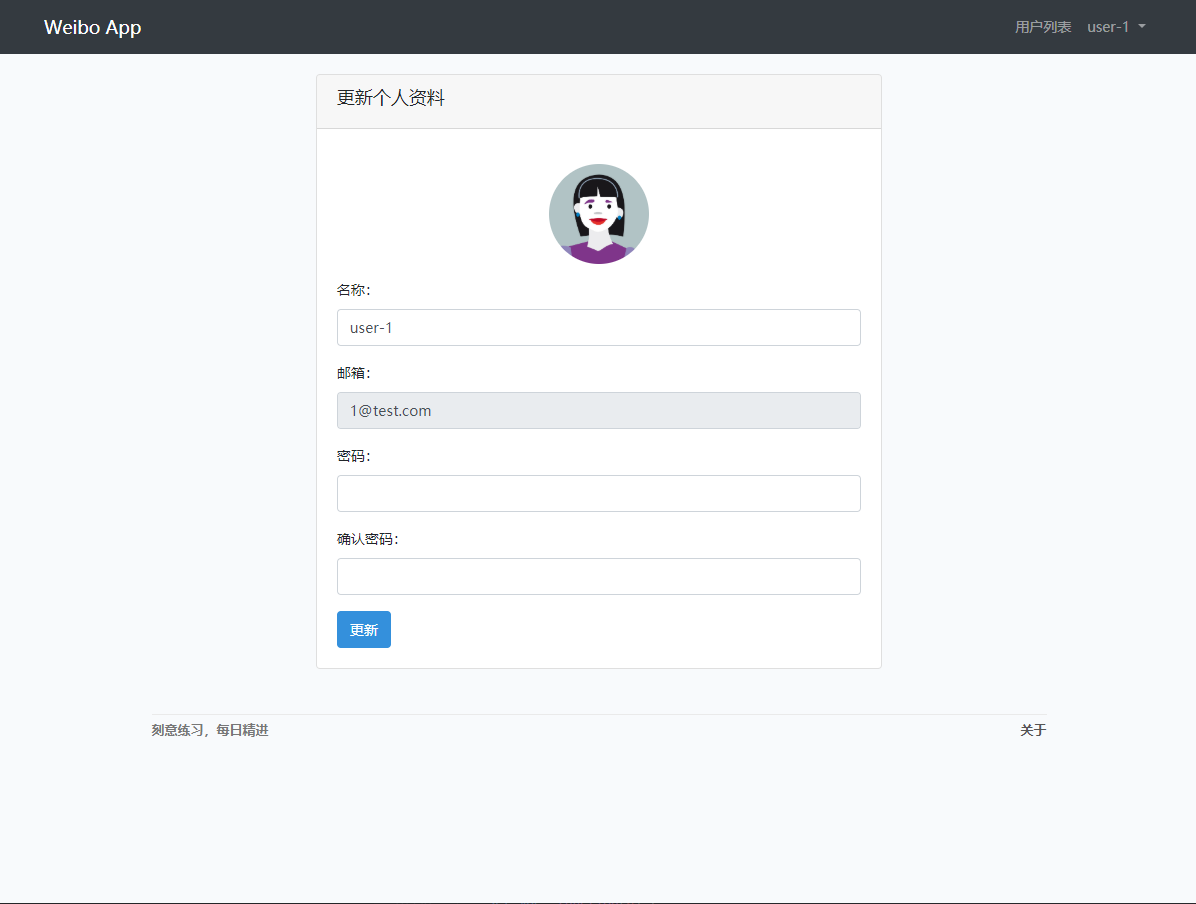 Weibo App
用户列表 user-1
更新个人资料
名称：
user-1
邮箱：
1@test.com
密码：
确认密码：
更新
刻意练习，每日精进
关于